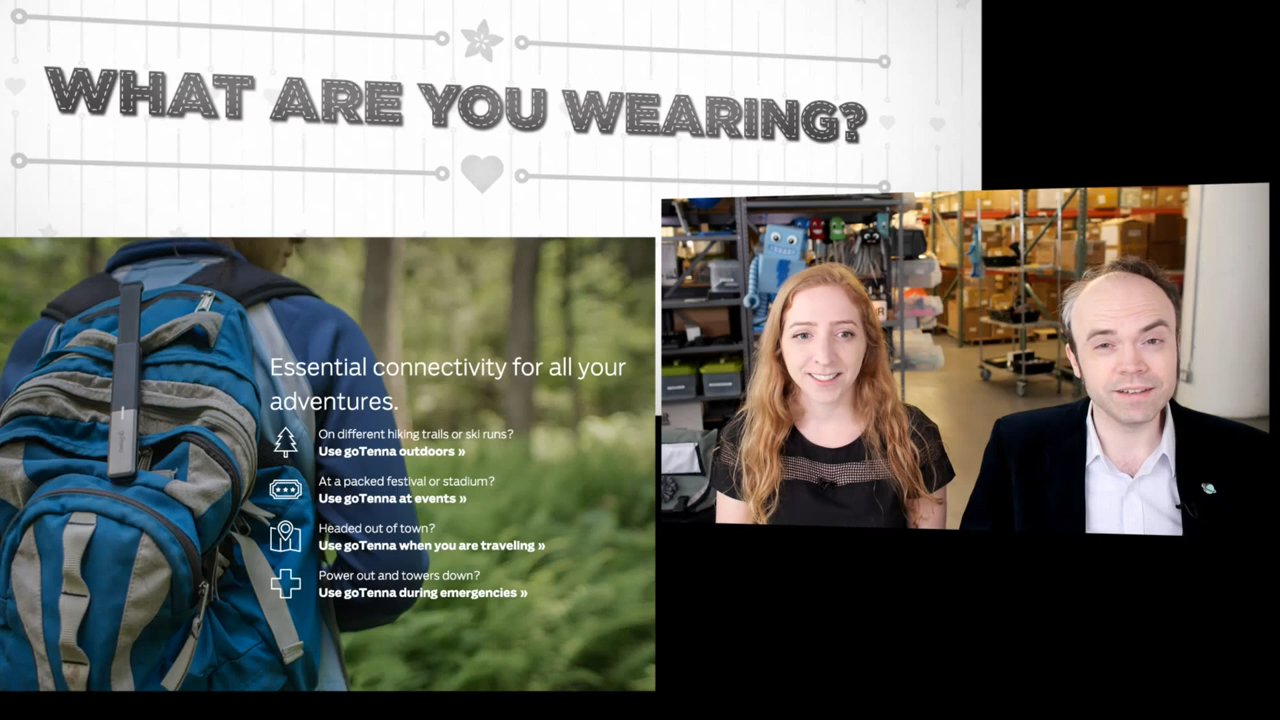 WHAT ARE YOU WEARING?
Essential connectivity for all your
adventures.
On different hiking trails or ski runs?
Use goTenna outdoors »
At a packed festival or stadium?
Use goTenna at events »
Headed out of town?
Use goTenna when you are traveling »
Power out and towers down?
Use goTenna during emergencies »